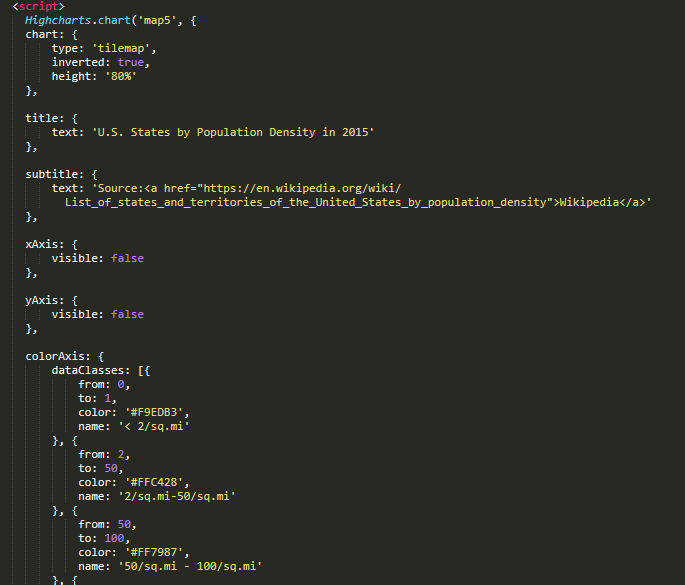 <script>
Highcharts.chart('map5', {
chart: {
type: 'tilemap',
inverted: true,
height: '80%'
},
title: {
text: 'U.S. States by Population Density in 2015'
},
subtitle: {
text: 'Source:<a href="https://en.wikipedia.org/wiki/
List_of_states_and_territories_of_the_United_States_by_population_density">Wikipedia</a>'
},
xAxis: {
visible: false
},
yAxis: {
visible: false
},
colorAxis: {
dataClasses: [{
from: 0,
to: 1,
color: '#F9EDB3',
name: '< 2/sq.mi'
}, {
from: 2,
to: 50,
color: '#FFC428',
name: '2/sq.mi-50/sq.mi'
}, {
from: 50,
to: 100,
color: '#FF7987',
name: '50/sq.mi - 100/sq.mi'
}, {